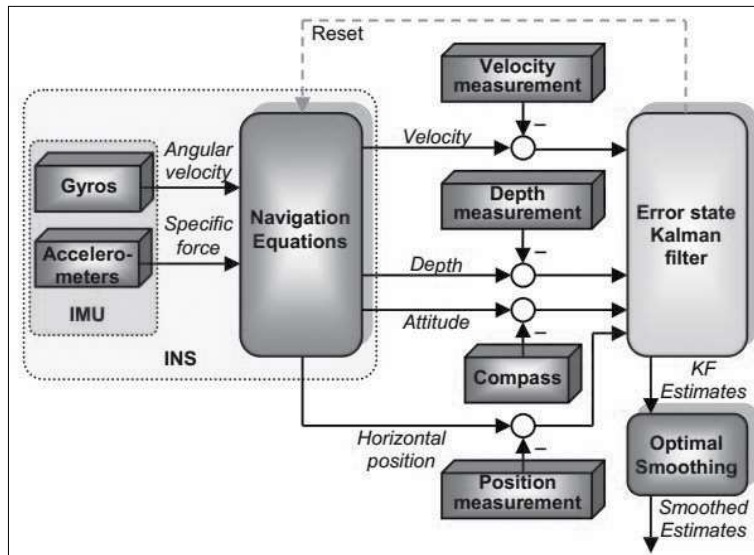 Reset
Velocity
measurement
–
Velocity
Angular
velocity
Gyros
Specific
force
Accelero-
meters
IMU
INS
Navigation
Equations
Depth
measurement
–
Depth
Attitude
–
Compass
Error state
Kalman
filter
KF
Estimates
Horizontal
position
–
Position
measurement
Optimal
Smoothing
Smoothed
Estimates